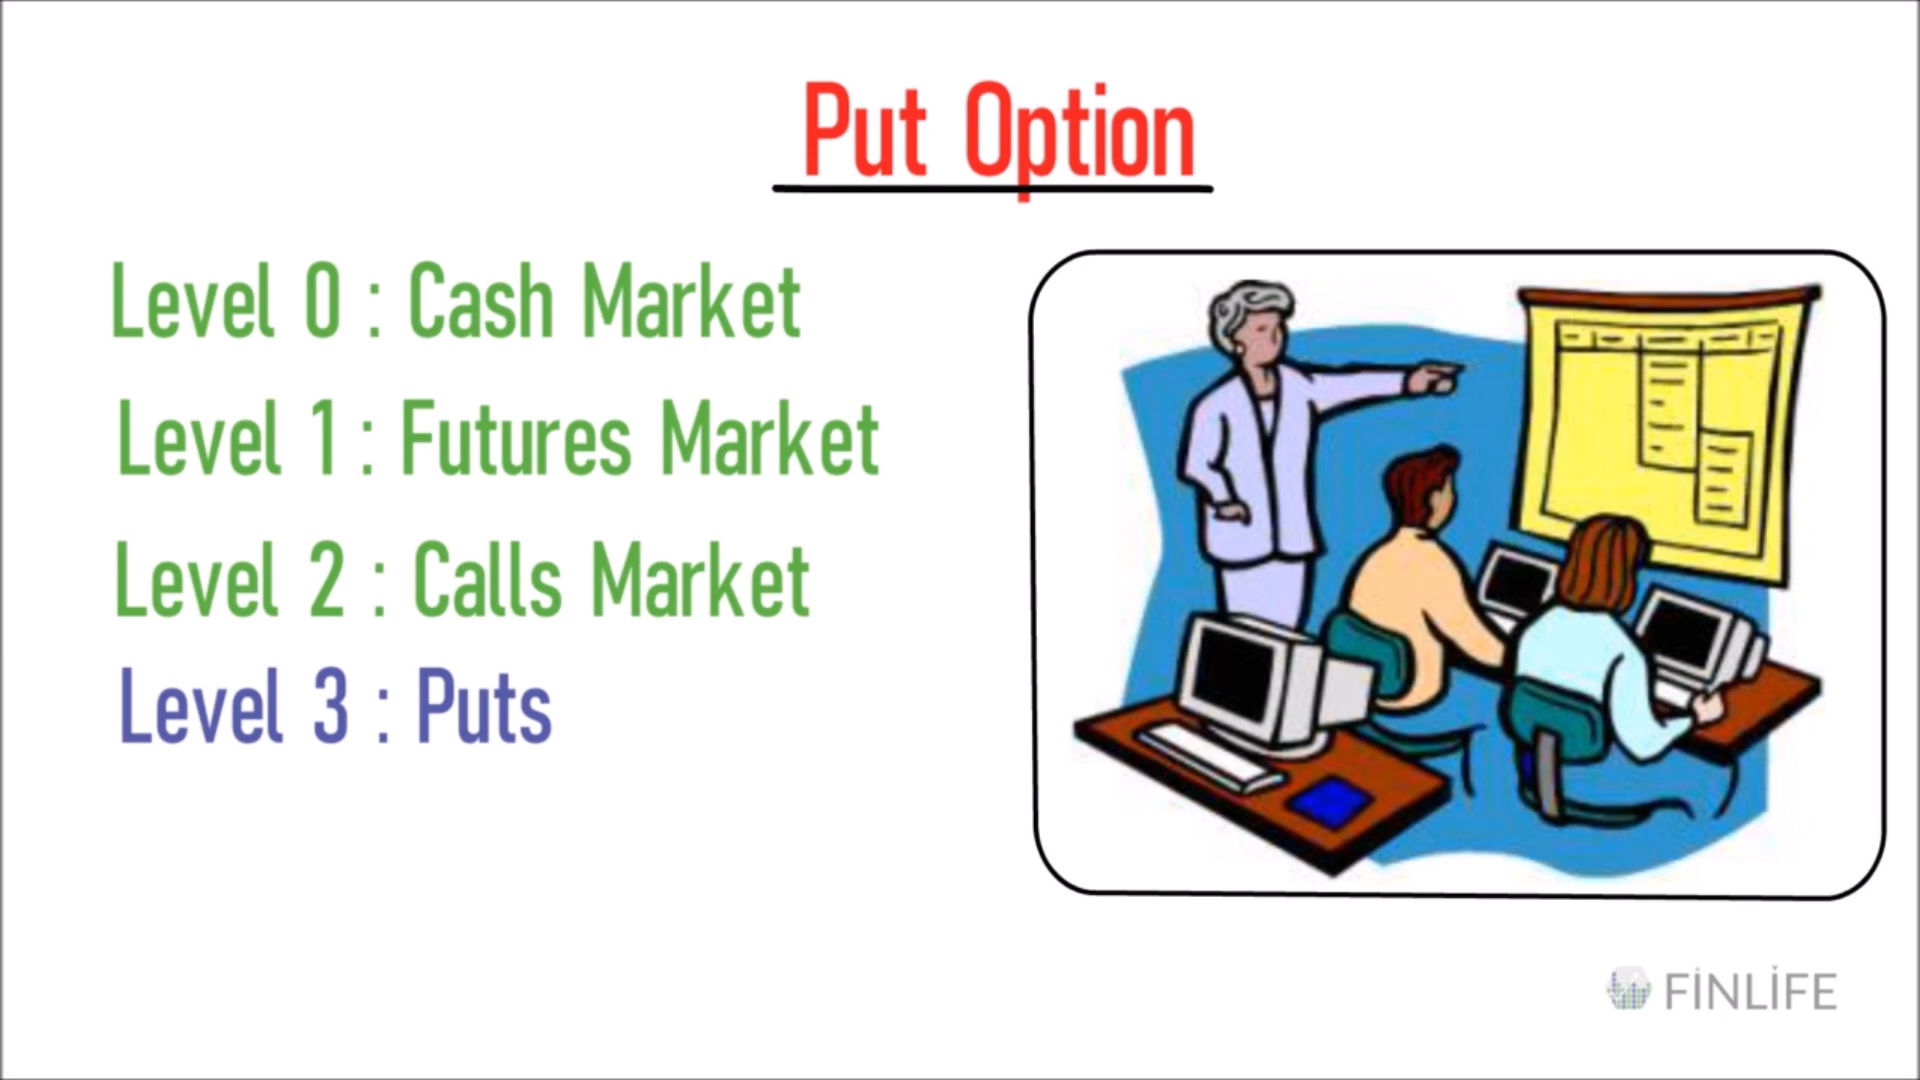 Put Option
Level 0 : Cash Market
Level 1 : Futures Market
Level 2 : Calls Market
Level 3 : Puts
FİNLİFE